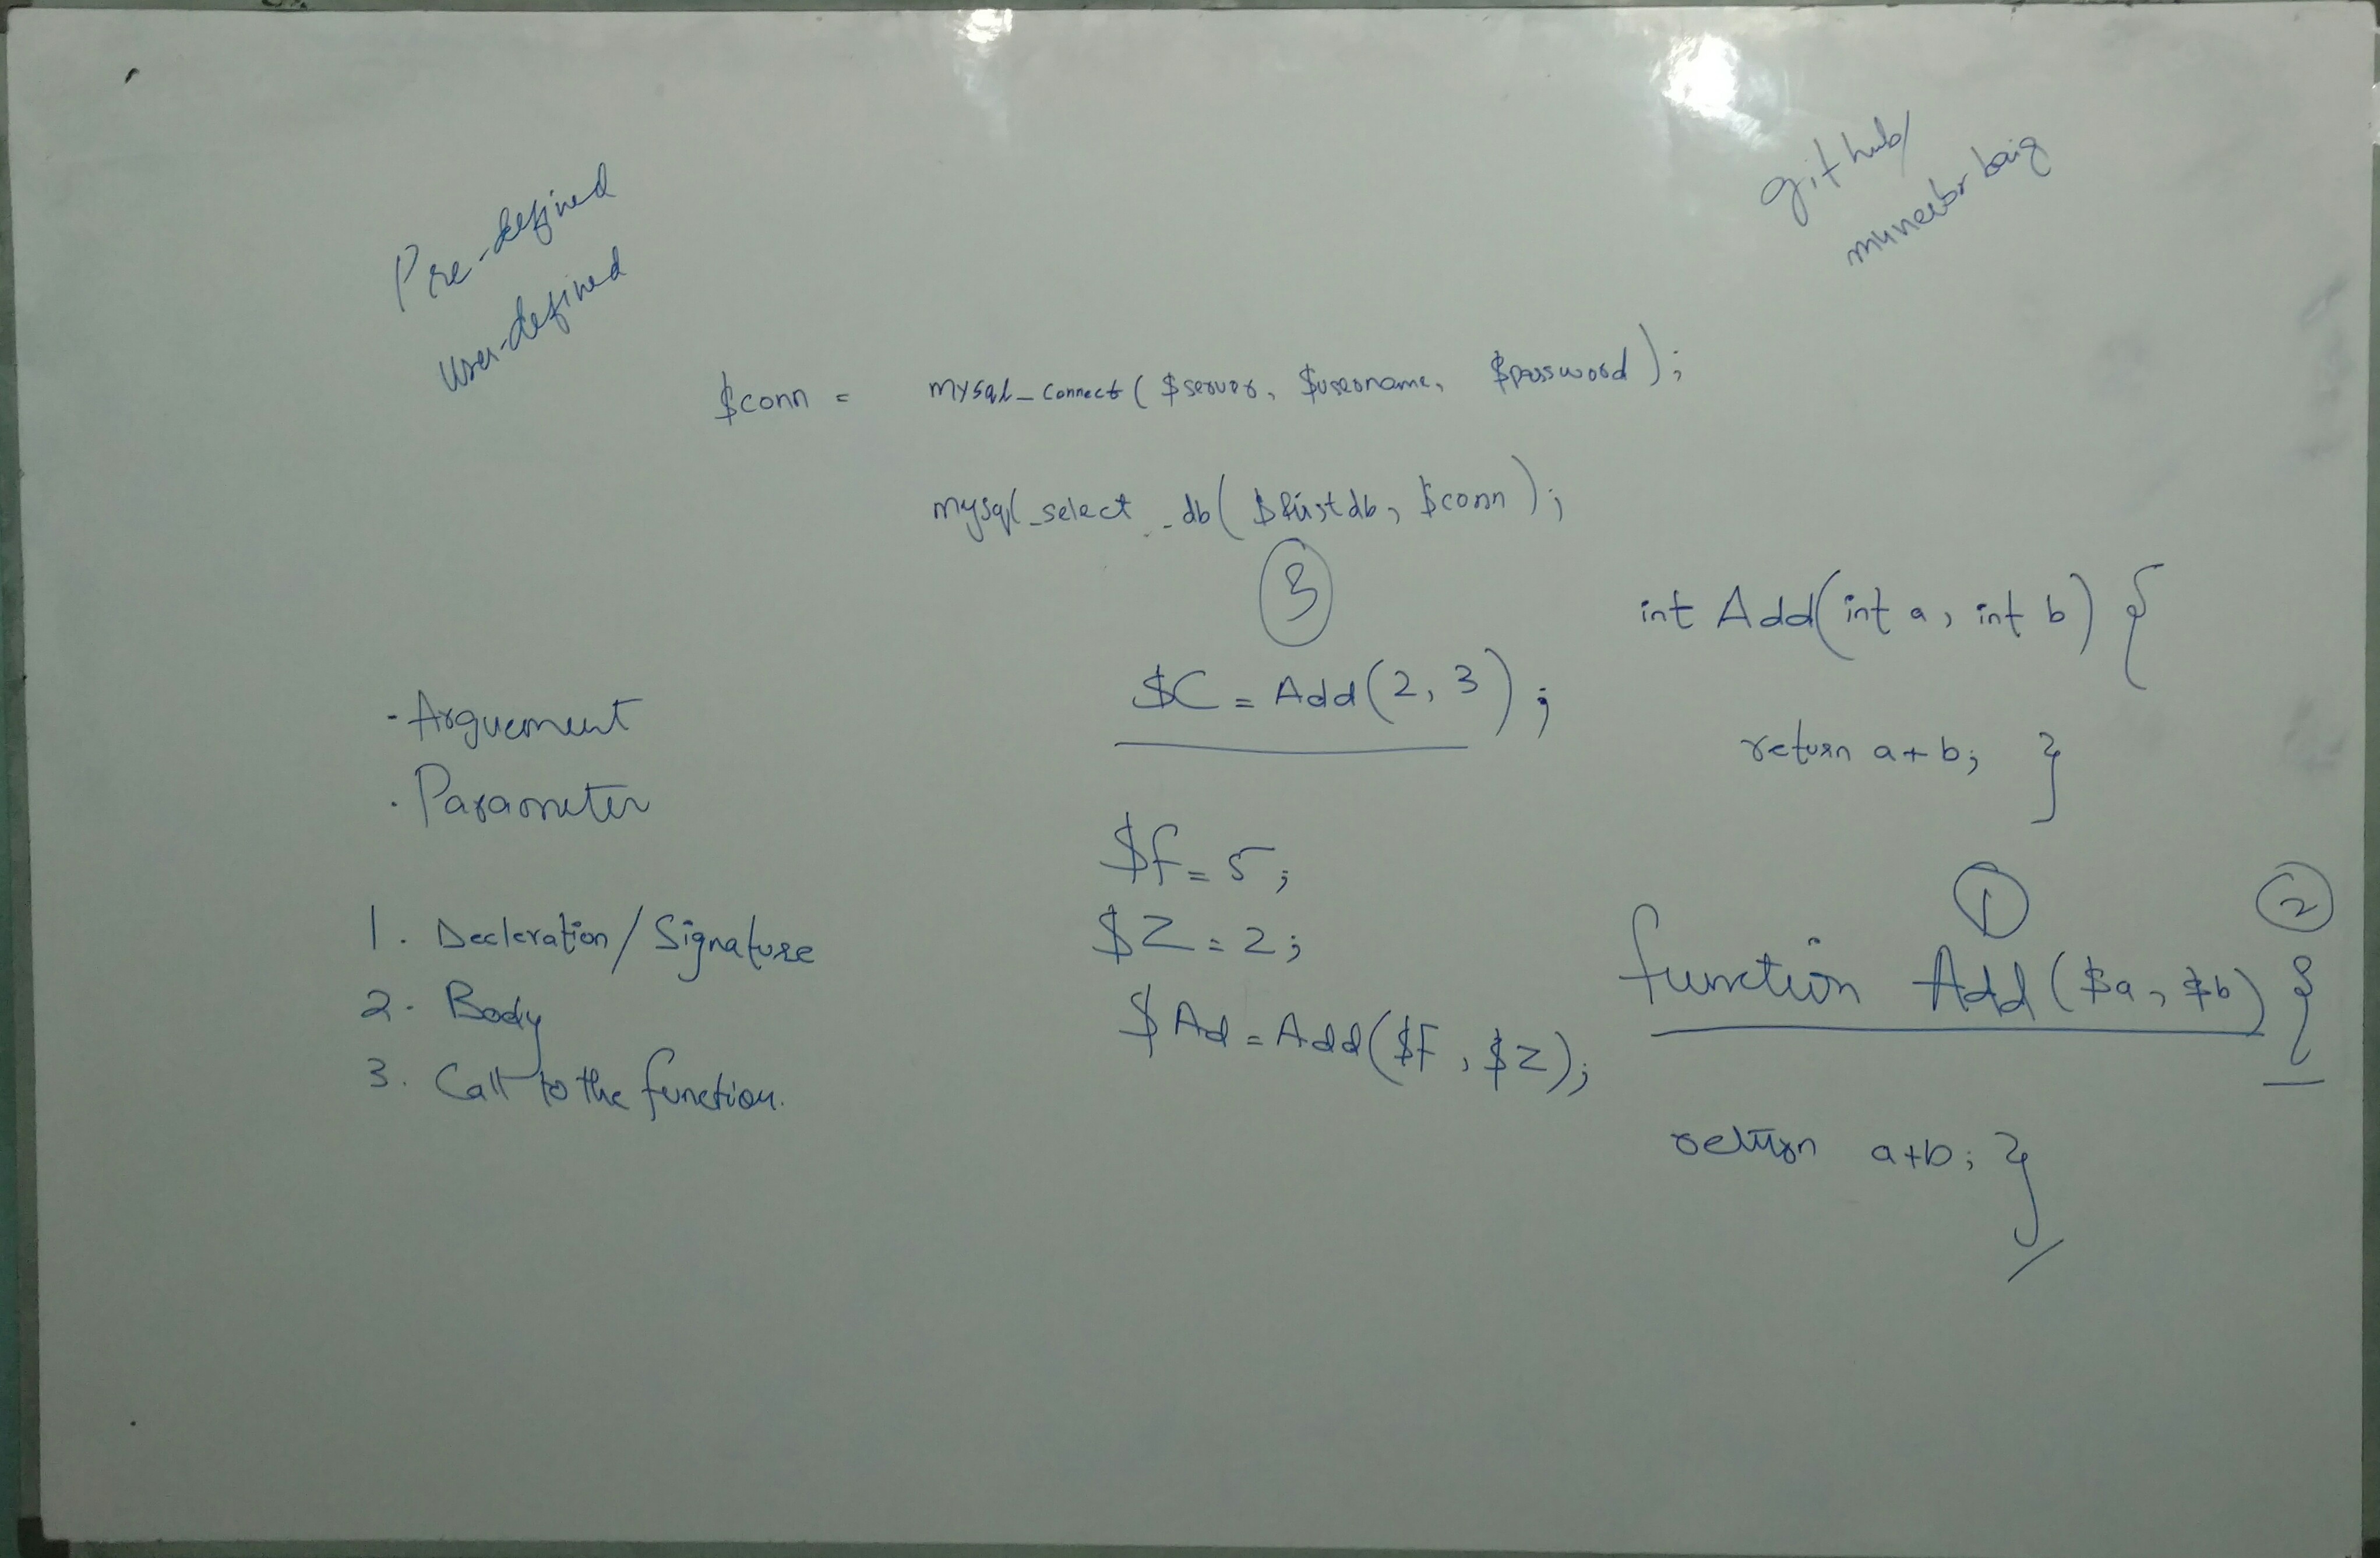 Pre-defined
user-defined
github/
muneebr baig
$conn = mysql_connect ( $server, $username, $password );
mysql_select_db( $firstdb, $conn );
3
$C = Add(2, 3);
int Add(int a, int b) {
return a+b; }
- Arguement
. Parameter
$f = 5;
$Z = 2;
$Ad = Add($F, $Z);
1. Decleration/Signature
2. Body
3. Call to the function.
1 2
function Add($a, $b) {
return a+b; }